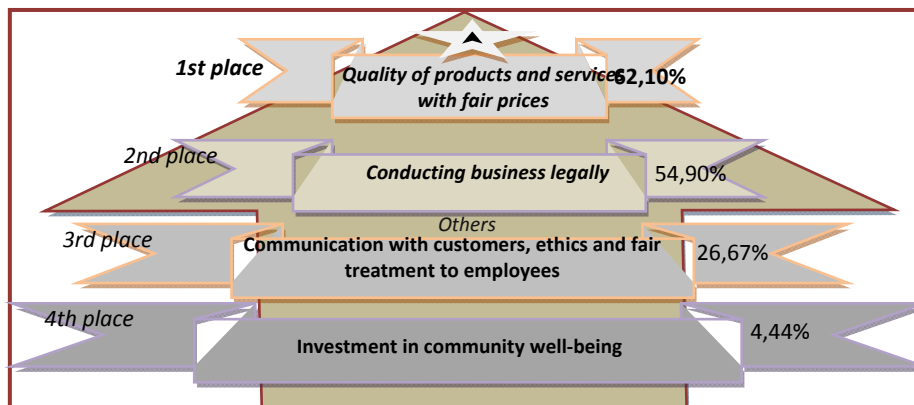 1st place
Quality of products and services
with fair prices
62,10%
2nd place
Conducting business legally
54,90%
Others
3rd place
Communication with customers, ethics and fair
treatment to employees
26,67%
4th place
Investment in community well-being
4,44%